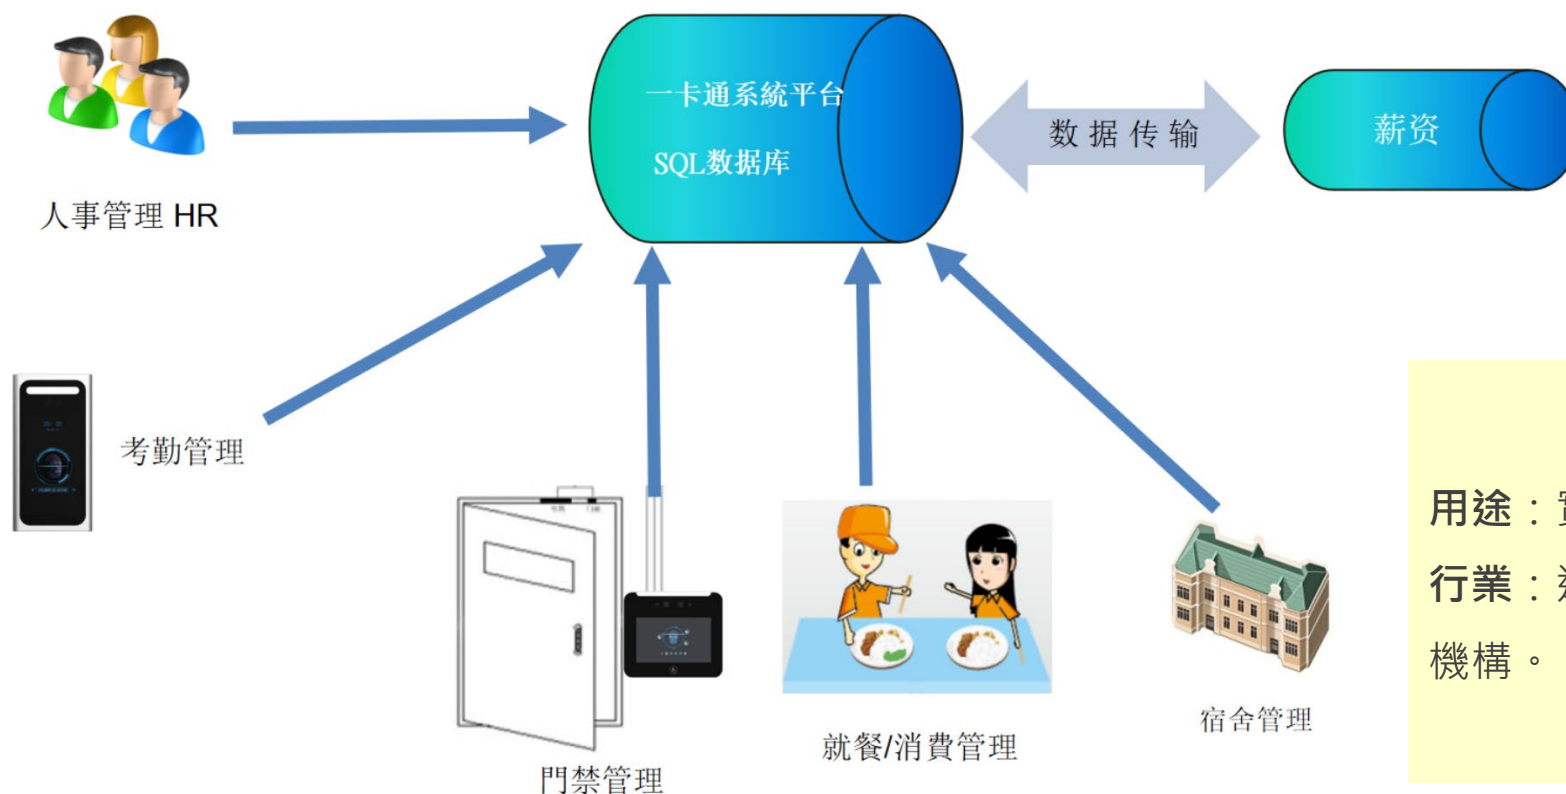 一卡通系統平台
SQL数据库
数据传输
薪资
人事管理 HR
考勤管理
門禁管理
就餐/消費管理
宿舍管理
用途：
行業：
機構。